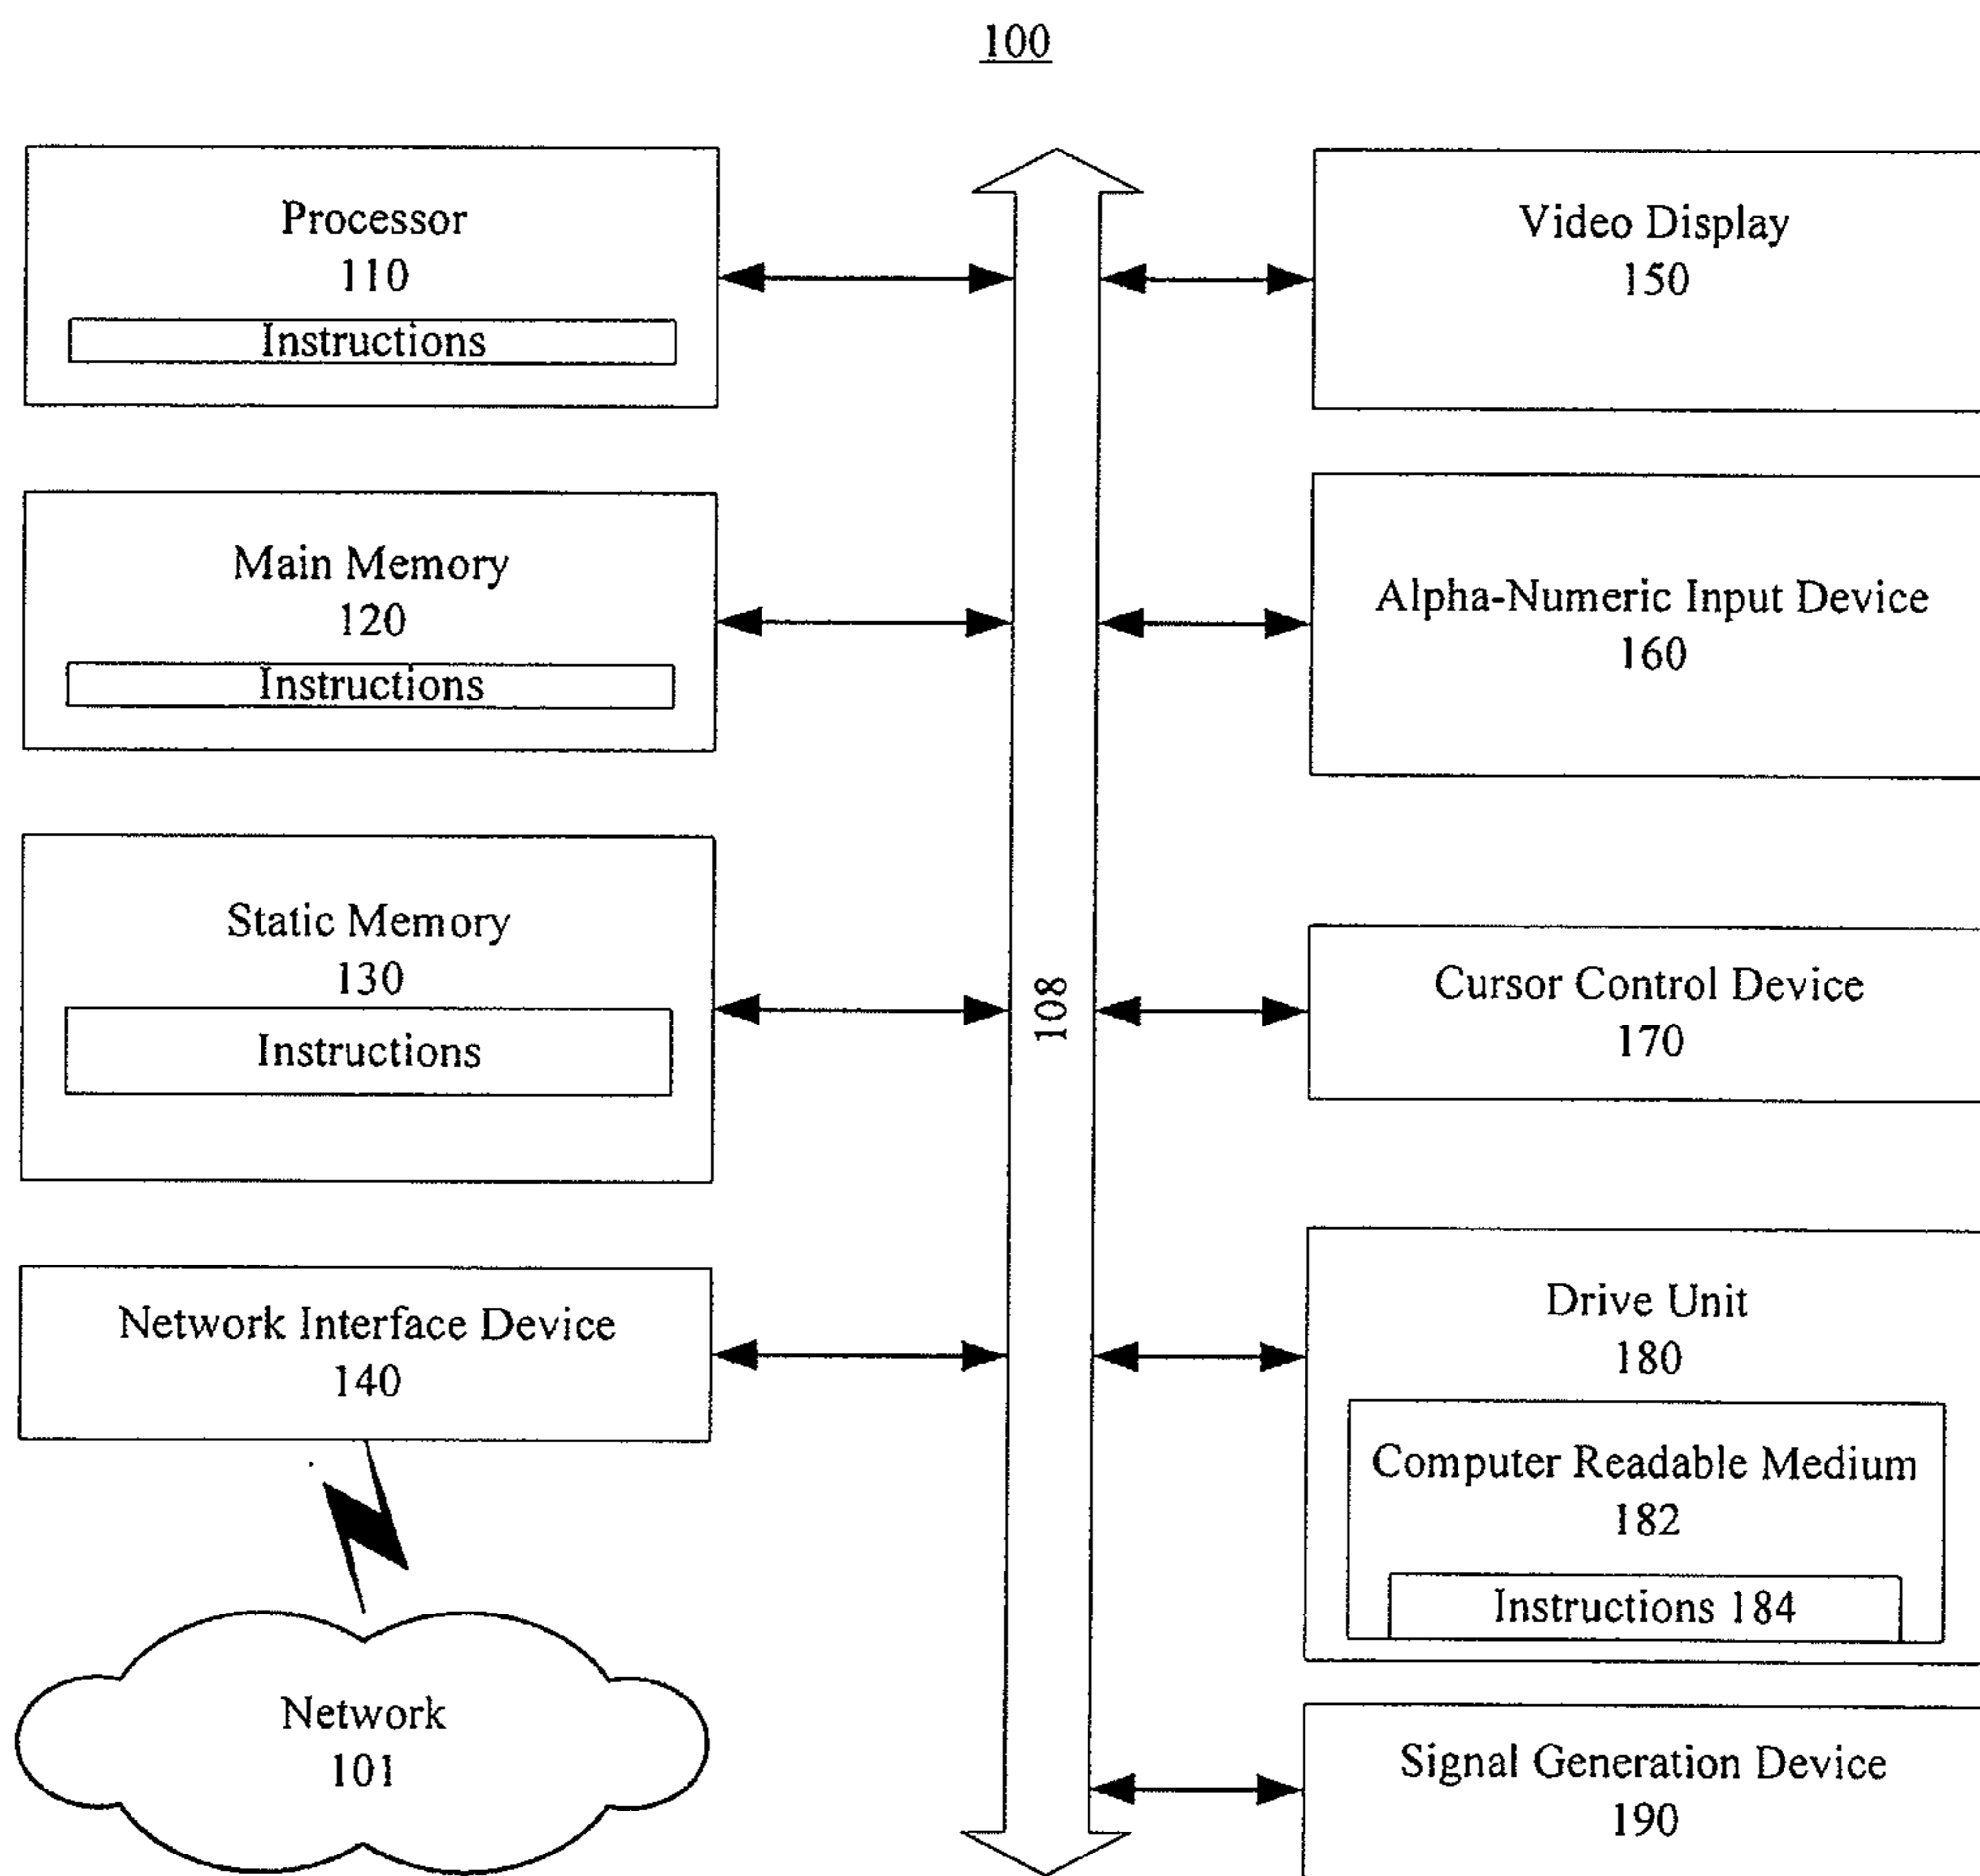 100
Processor
110
Instructions
Main Memory
120
Instructions
Static Memory
130
Instructions
Network Interface Device
140
Network
101
108
Video Display
150
Alpha-Numeric Input Device
160
Cursor Control Device
170
Drive Unit
180
Computer Readable Medium
182
Instructions 184
Signal Generation Device
190